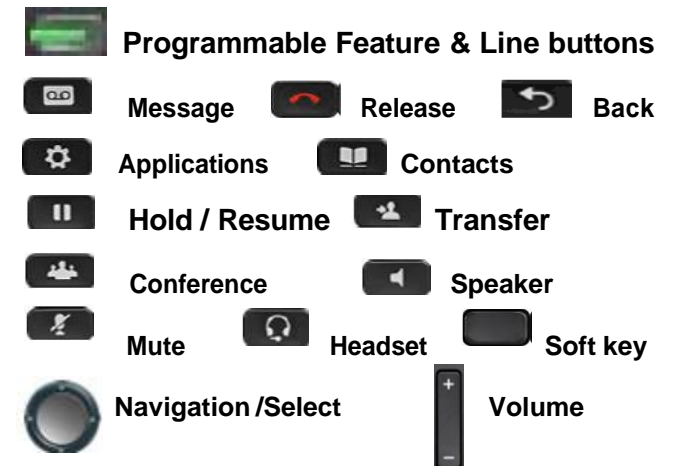 Programmable Feature & Line buttons
Message Release Back
Applications Contacts
Hold / Resume Transfer
Conference Speaker
Mute Headset Soft key
Navigation /Select + Volume
–